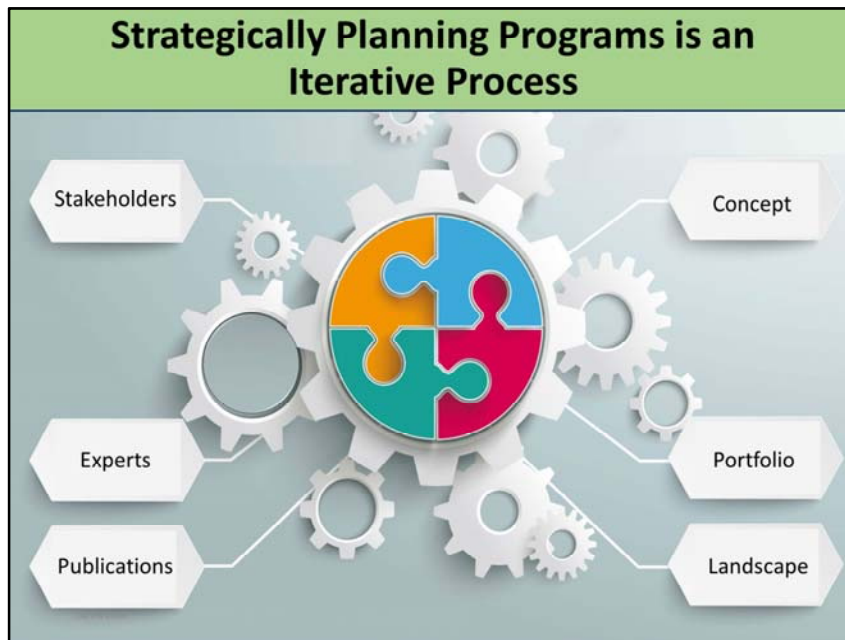 Strategically Planning Programs is an
Iterative Process
Stakeholders
Concept
Experts
Portfolio
Publications
Landscape